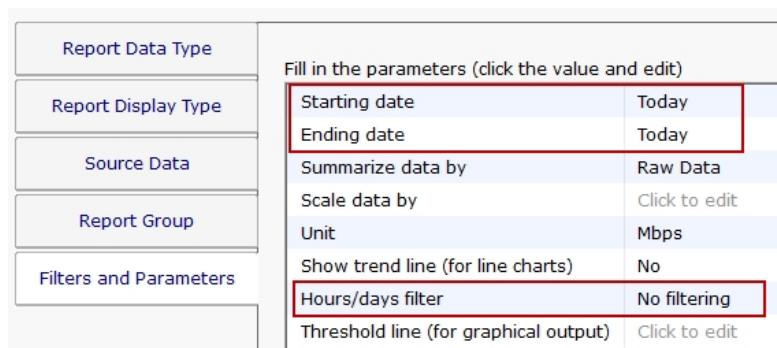 Report Data Type
Report Display Type
Source Data
Report Group
Filters and Parameters
Fill in the parameters (click the value and edit)
Starting date Today
Ending date Today
Summarize data by Raw Data
Scale data by Click to edit
Unit Mbps
Show trend line (for line charts) No
Hours/days filter No filtering
Threshold line (for graphical output) Click to edit